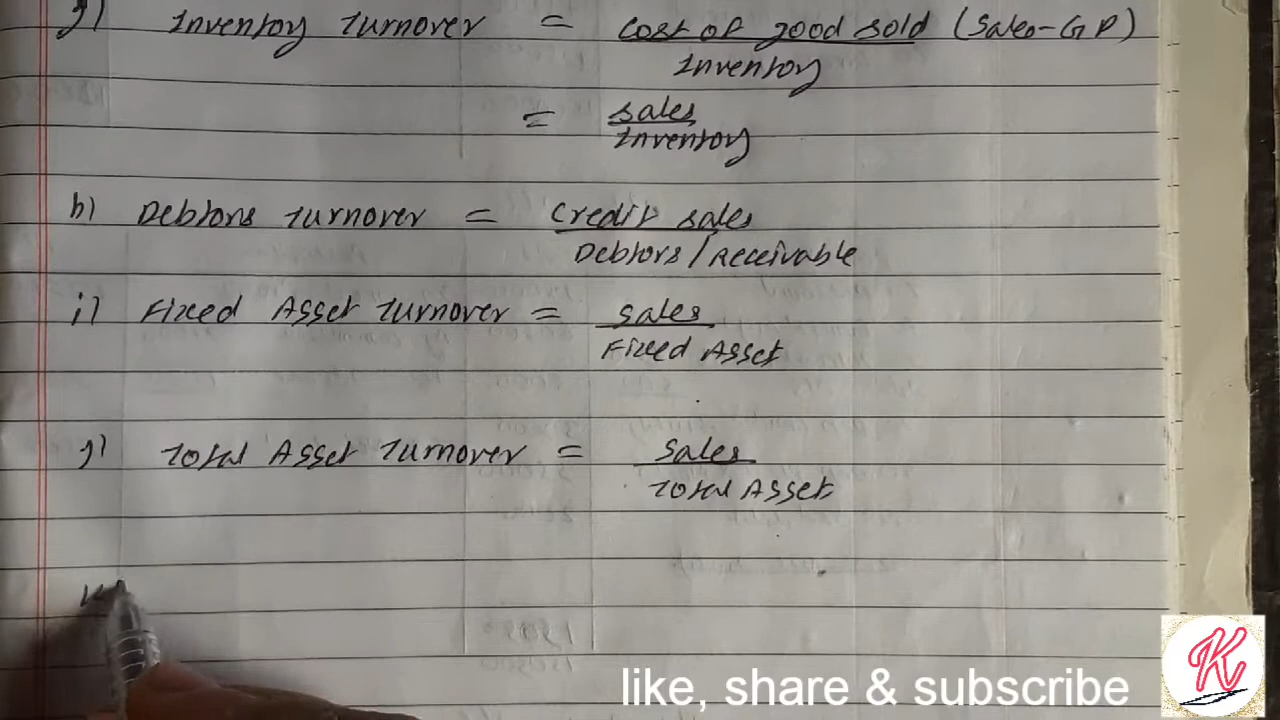 g) Inventory Turnover = Cost of good sold (Sales-GP)
Inventory
= Sales
Inventory
h) Debtors Turnover = Credit sales
Debtors/Receivable
i) Fixed Asset Turnover = Sales
Fixed Asset
j) Total Asset Turnover = Sales
Total Asset
K
like, share & subscribe